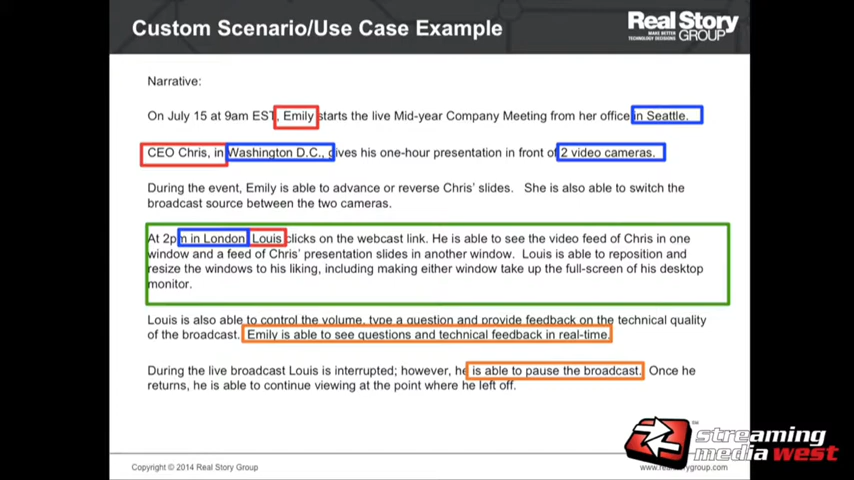 Custom Scenario/Use Case Example
Real Story
MAKE BETTER
TECHNOLOGY DECISIONS
GROUP
Narrative:
On July 15 at 9am EST, Emily starts the live Mid-year Company Meeting from her office in Seattle.
CEO Chris, in Washington D.C., gives his one-hour presentation in front of 2 video cameras.
During the event, Emily is able to advance or reverse Chris' slides. She is also able to switch the
broadcast source between the two cameras.
At 2pm in London, Louis clicks on the webcast link. He is able to see the video feed of Chris in one
window and a feed of Chris' presentation slides in another window. Louis is able to reposition and
resize the windows to his liking, including making either window take up the full-screen of his desktop
monitor.
Louis is also able to control the volume, type a question and provide feedback on the technical quality
of the broadcast. Emily is able to see questions and technical feedback in real-time.
During the live broadcast Louis is interrupted; however, he is able to pause the broadcast. Once he
returns, he is able to continue viewing at the point where he left off.
streaming
media west
Copyright © 2014 Real Story Group
www.realstorygroup.com